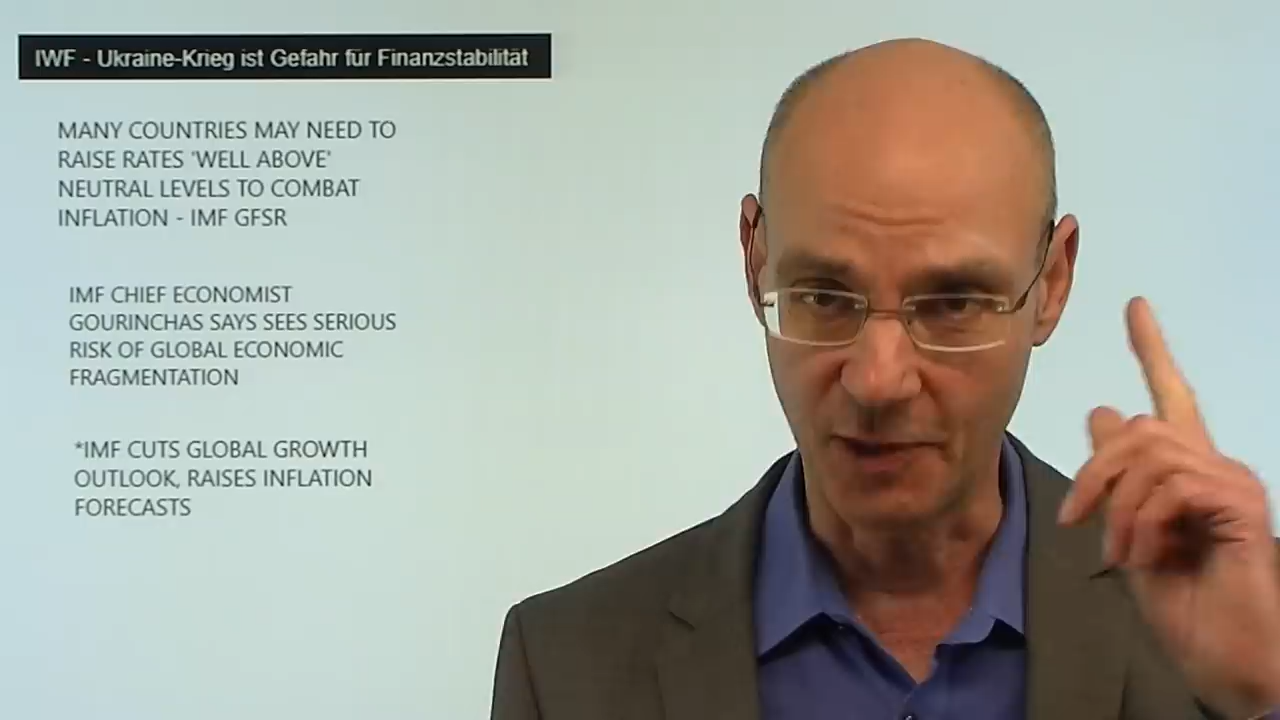 IWF - Ukraine-Krieg ist Gefahr für Finanzstabilität
MANY COUNTRIES MAY NEED TO
RAISE RATES 'WELL ABOVE'
NEUTRAL LEVELS TO COMBAT
INFLATION - IMF GFSR
IMF CHIEF ECONOMIST
GOURINCHAS SAYS SEES SERIOUS
RISK OF GLOBAL ECONOMIC
FRAGMENTATION
*IMF CUTS GLOBAL GROWTH
OUTLOOK, RAISES INFLATION
FORECASTS